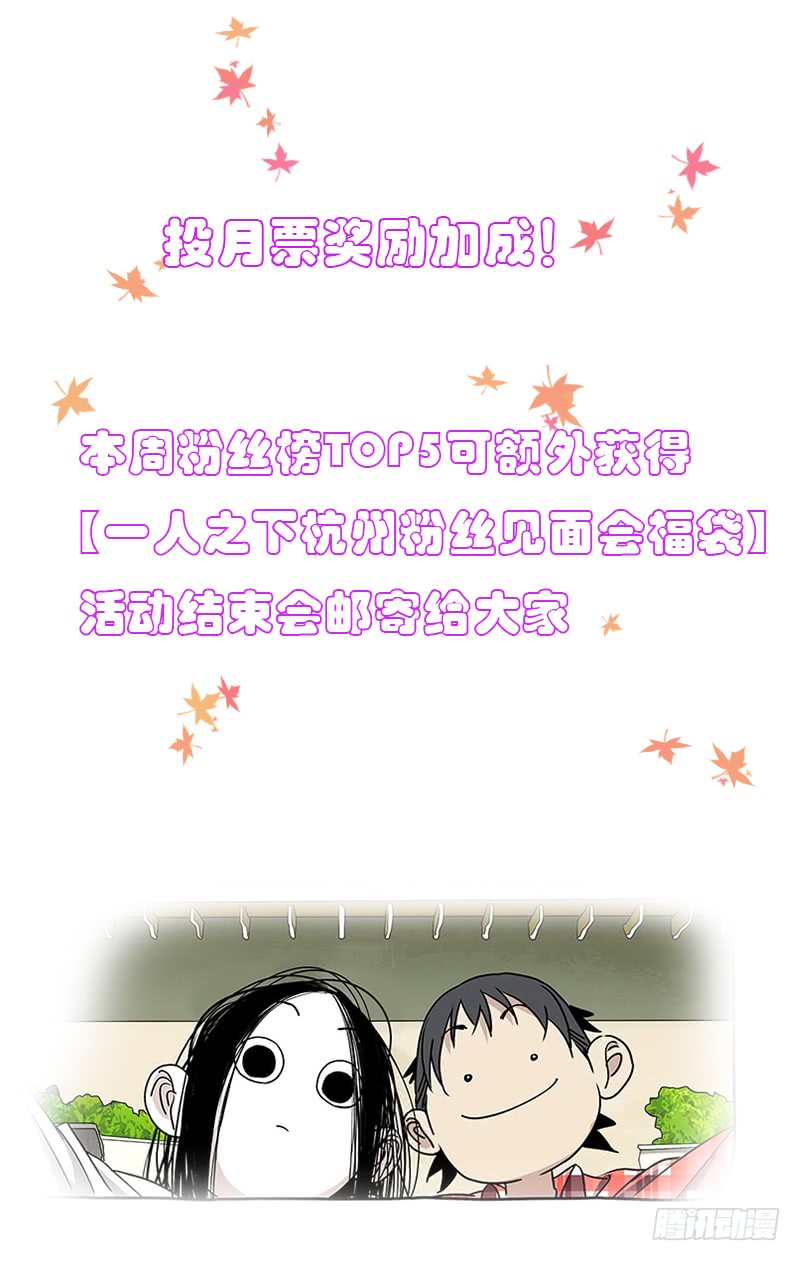 投月票奖励加成!
本周粉丝榜TOP5可额外获得
【一人之下杭州粉丝见面会福袋】
活动结束会邮寄给大家
腾讯动漫